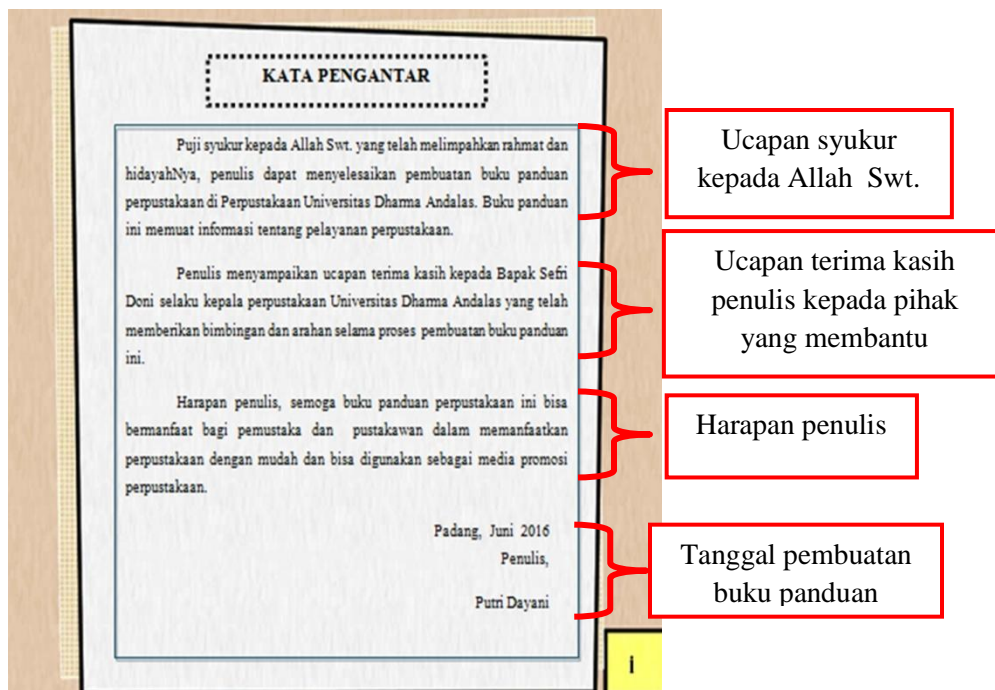 KATA PENGANTAR
Puji syukur kepada Allah Swt. yang telah melimpahkan rahmat dan
hidayahNya, penulis dapat menyelesaikan pembuatan buku panduan
perpustakaan di Perpustakaan Universitas Dharma Andalas. Buku panduan
ini memuat informasi tentang pelayanan perpustakaan.
Penulis menyampaikan ucapan terima kasih kepada Bapak Sefri
Doni selaku kepala perpustakaan Universitas Dharma Andalas yang telah
memberikan bimbingan dan arahan selama proses pembuatan buku panduan
ini.
Harapan penulis, semoga buku panduan perpustakaan ini bisa
bermanfaat bagi pemustaka dan pustakawan dalam memanfaatkan
perpustakaan dengan mudah dan bisa digunakan sebagai media promosi
perpustakaan.
Padang, Juni 2016
Penulis,
Putri Dayani
i
Ucapan syukur
kepada Allah Swt.
Ucapan terima kasih
penulis kepada pihak
yang membantu
Harapan penulis
Tanggal pembuatan
buku panduan